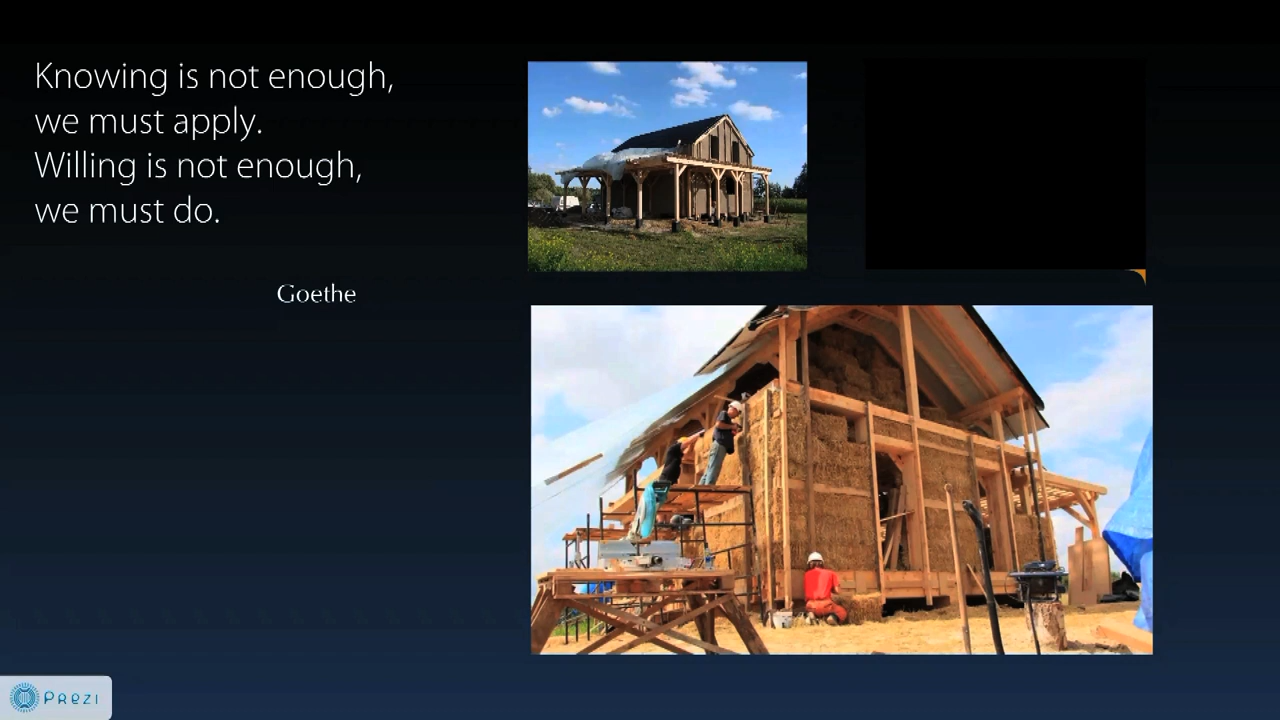 Knowing is not enough,
we must apply.
Willing is not enough,
we must do.
Goethe
PREZI